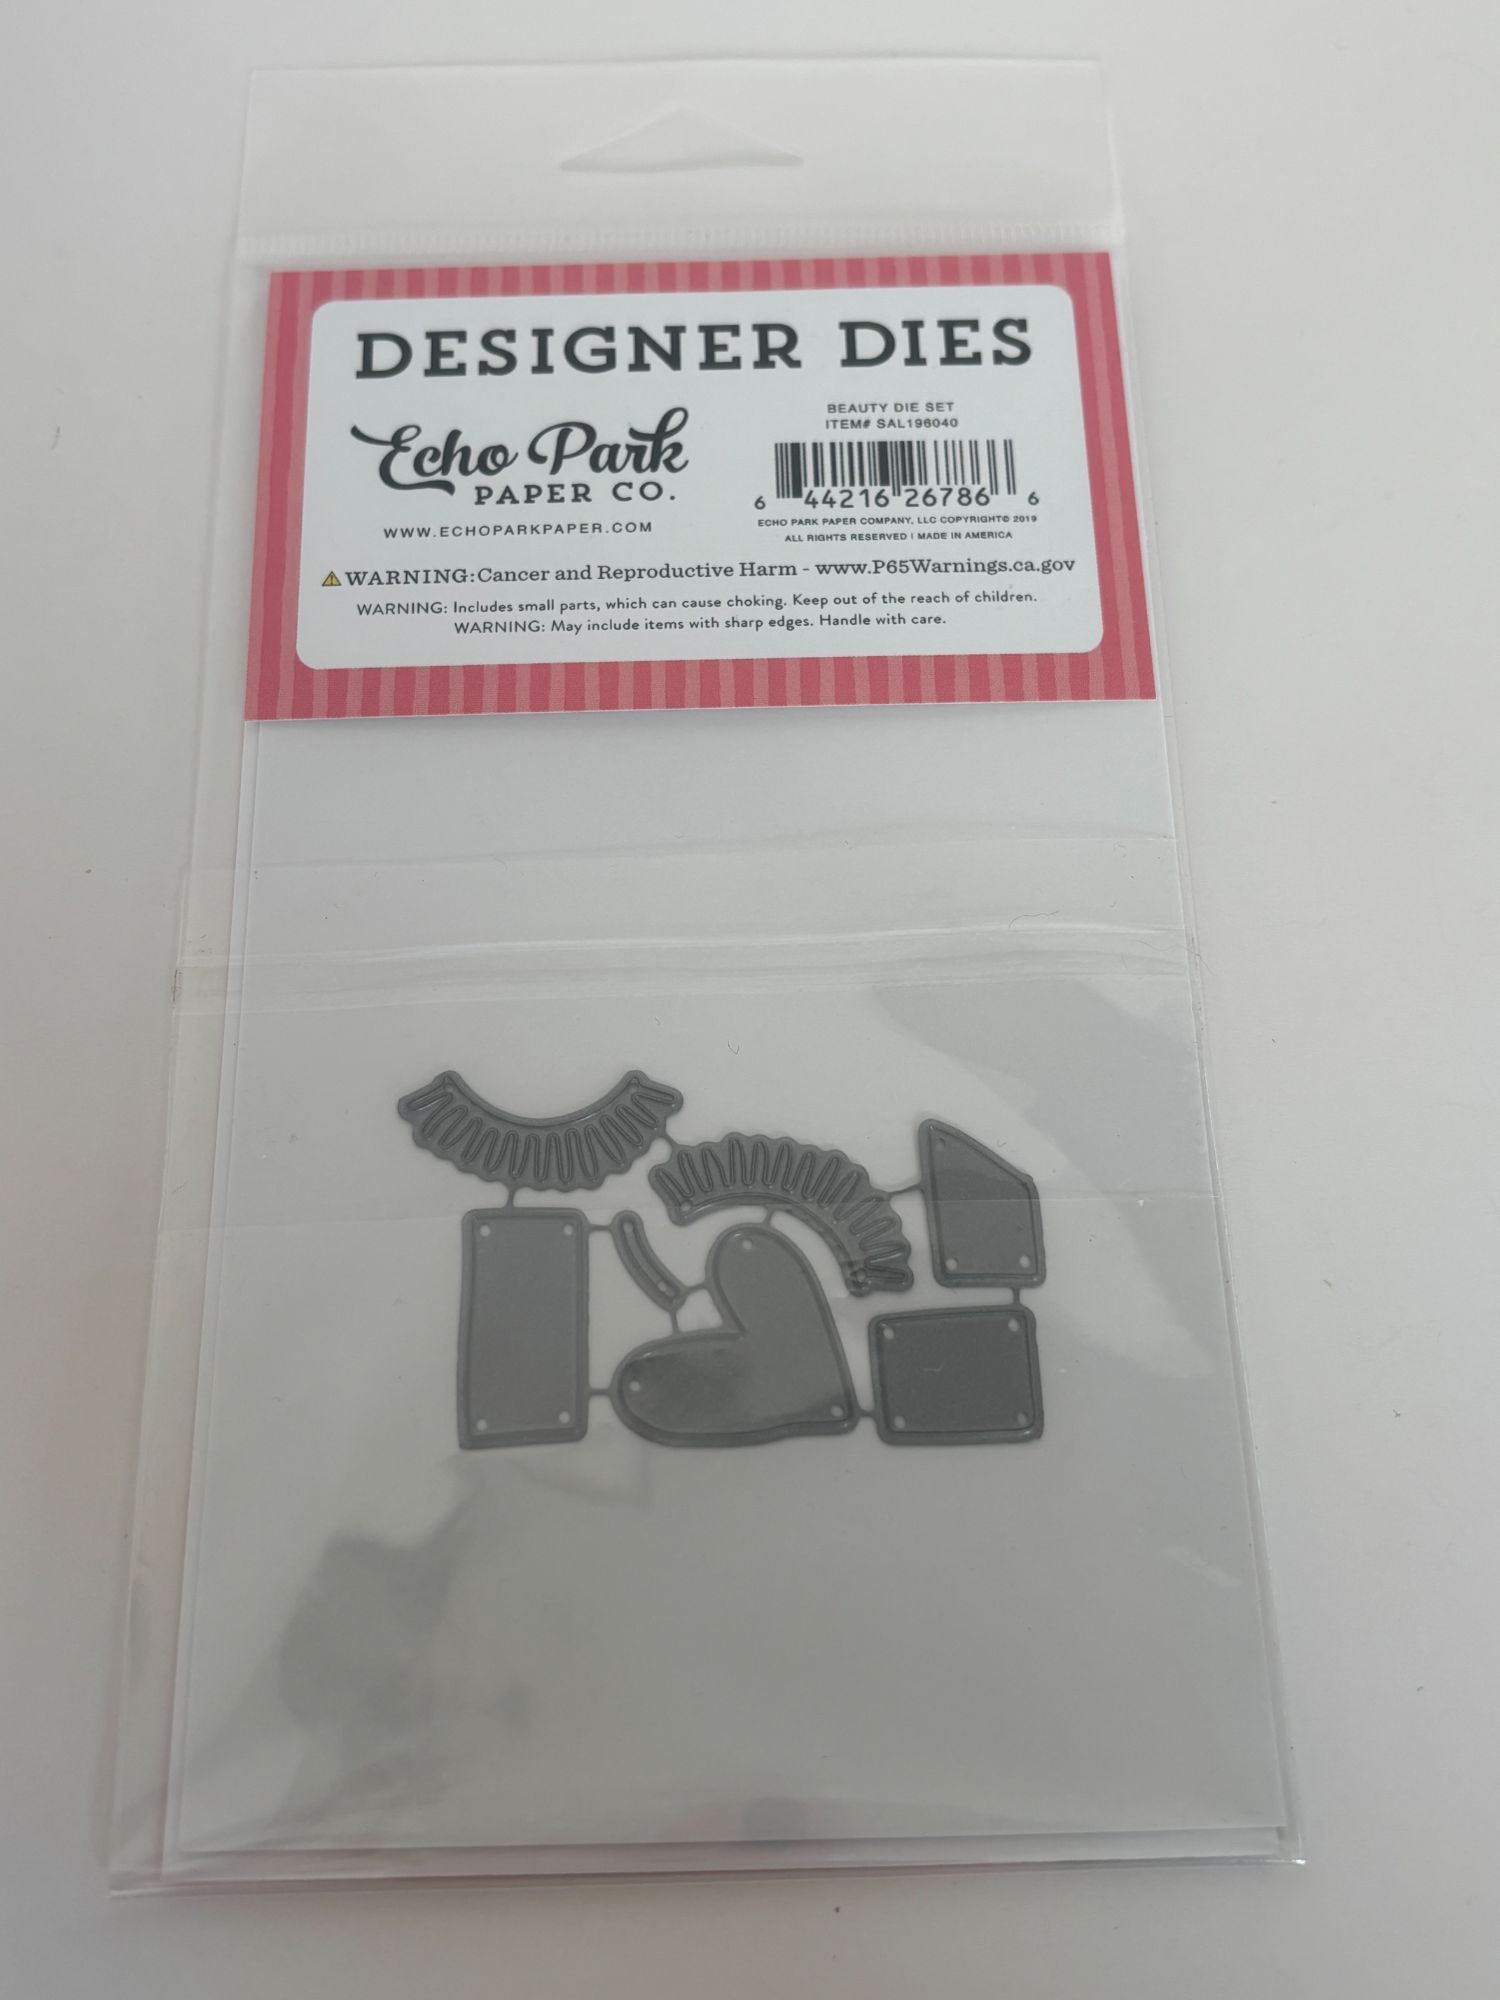 DESIGNER DIES
Echo Park
PAPER CO.
WWW.ECHOPARKPAPER.COM
BEAUTY DIE SET
ITEM# SAL196040
6 44216 26786 6
ECHO PARK PAPER COMPANY, LLC COPYRIGHT© 2019
ALL RIGHTS RESERVED | MADE IN AMERICA
⚠WARNING:Cancer and Reproductive Harm - www.P65Warnings.ca.gov
WARNING: Includes small parts, which can cause choking. Keep out of the reach of children.
WARNING: May include items with sharp edges. Handle with care.